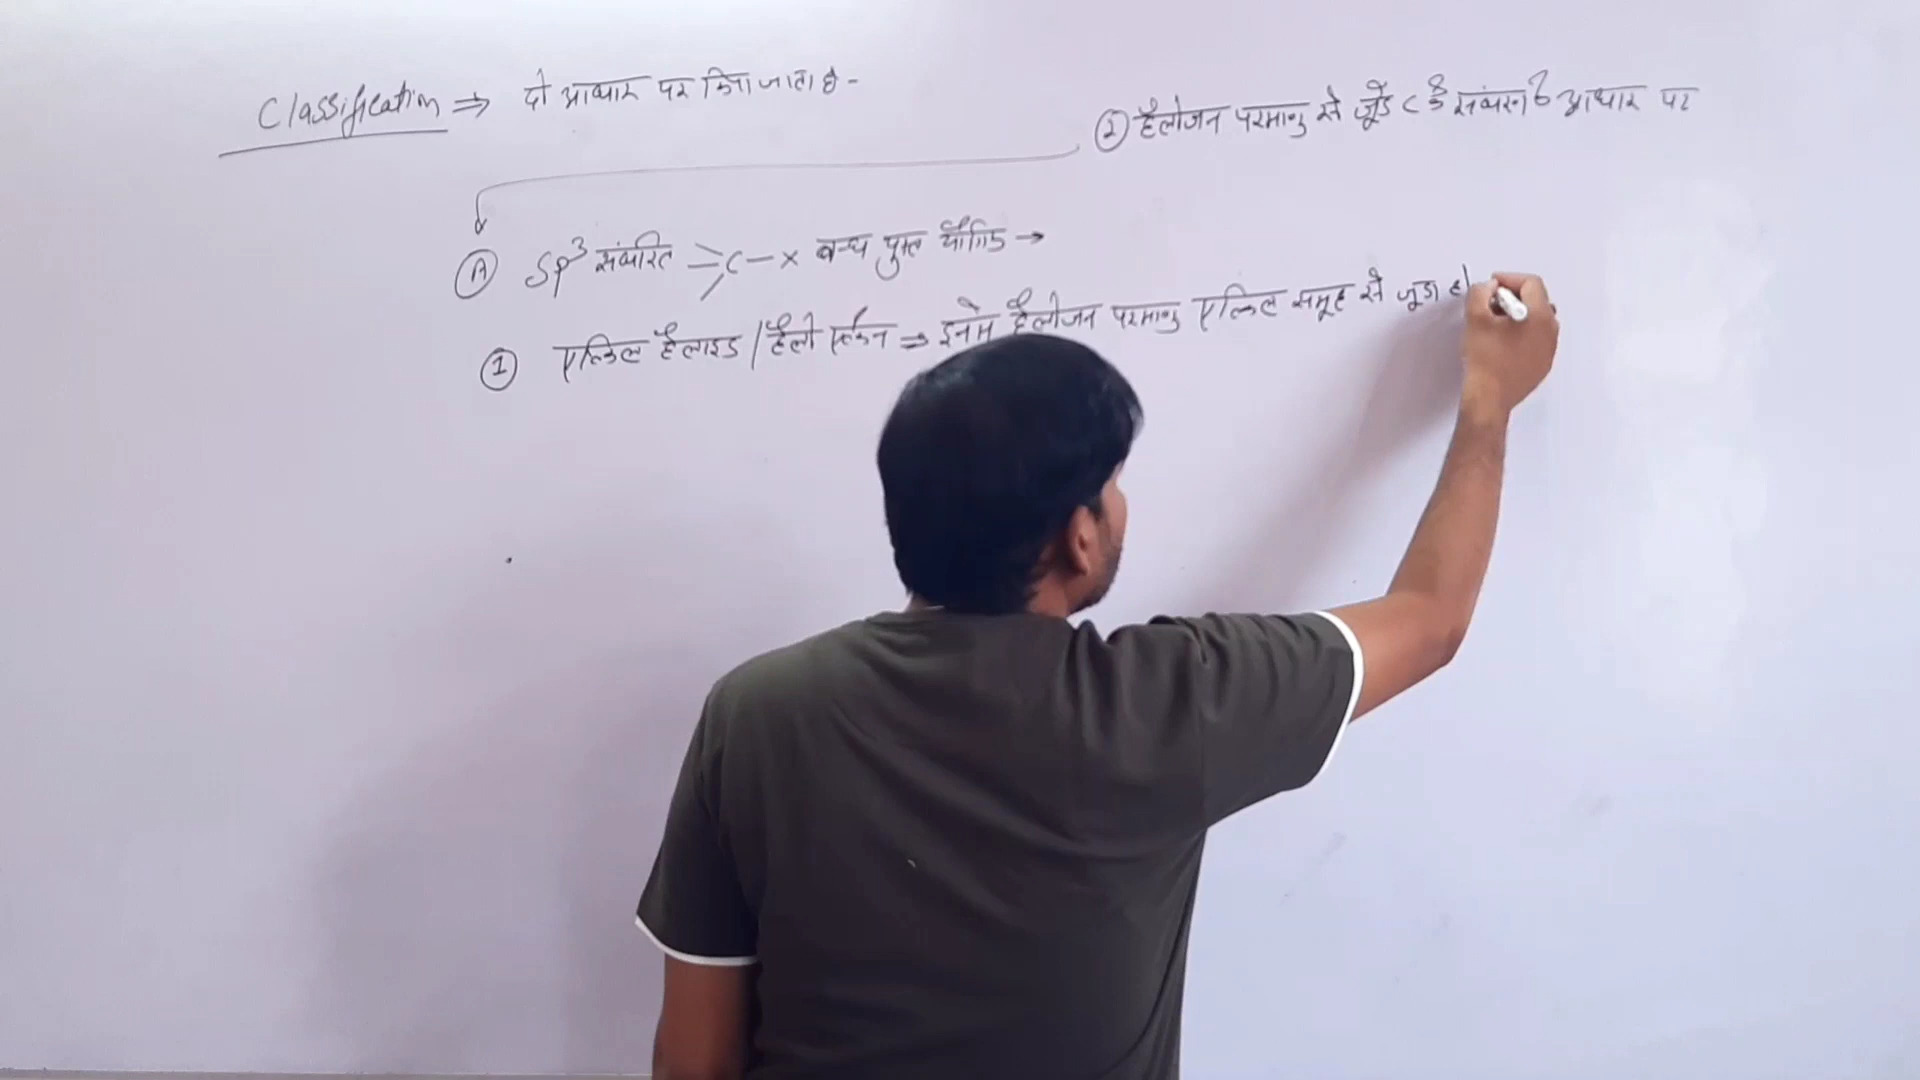 Classification ⇒ दो आधार पर किया जाता है -
② हैलोजन परमाणु से जूडे C के संकरण के आधार पर
Ⓐ SP³ संकरित >C-X बन्ध युक्त यौगिक →
① एल्किल हैलाइड / हैलो एल्केन ⇒ इनमे हैलोजन परमाणु एल्किल समूह से जूडा हो